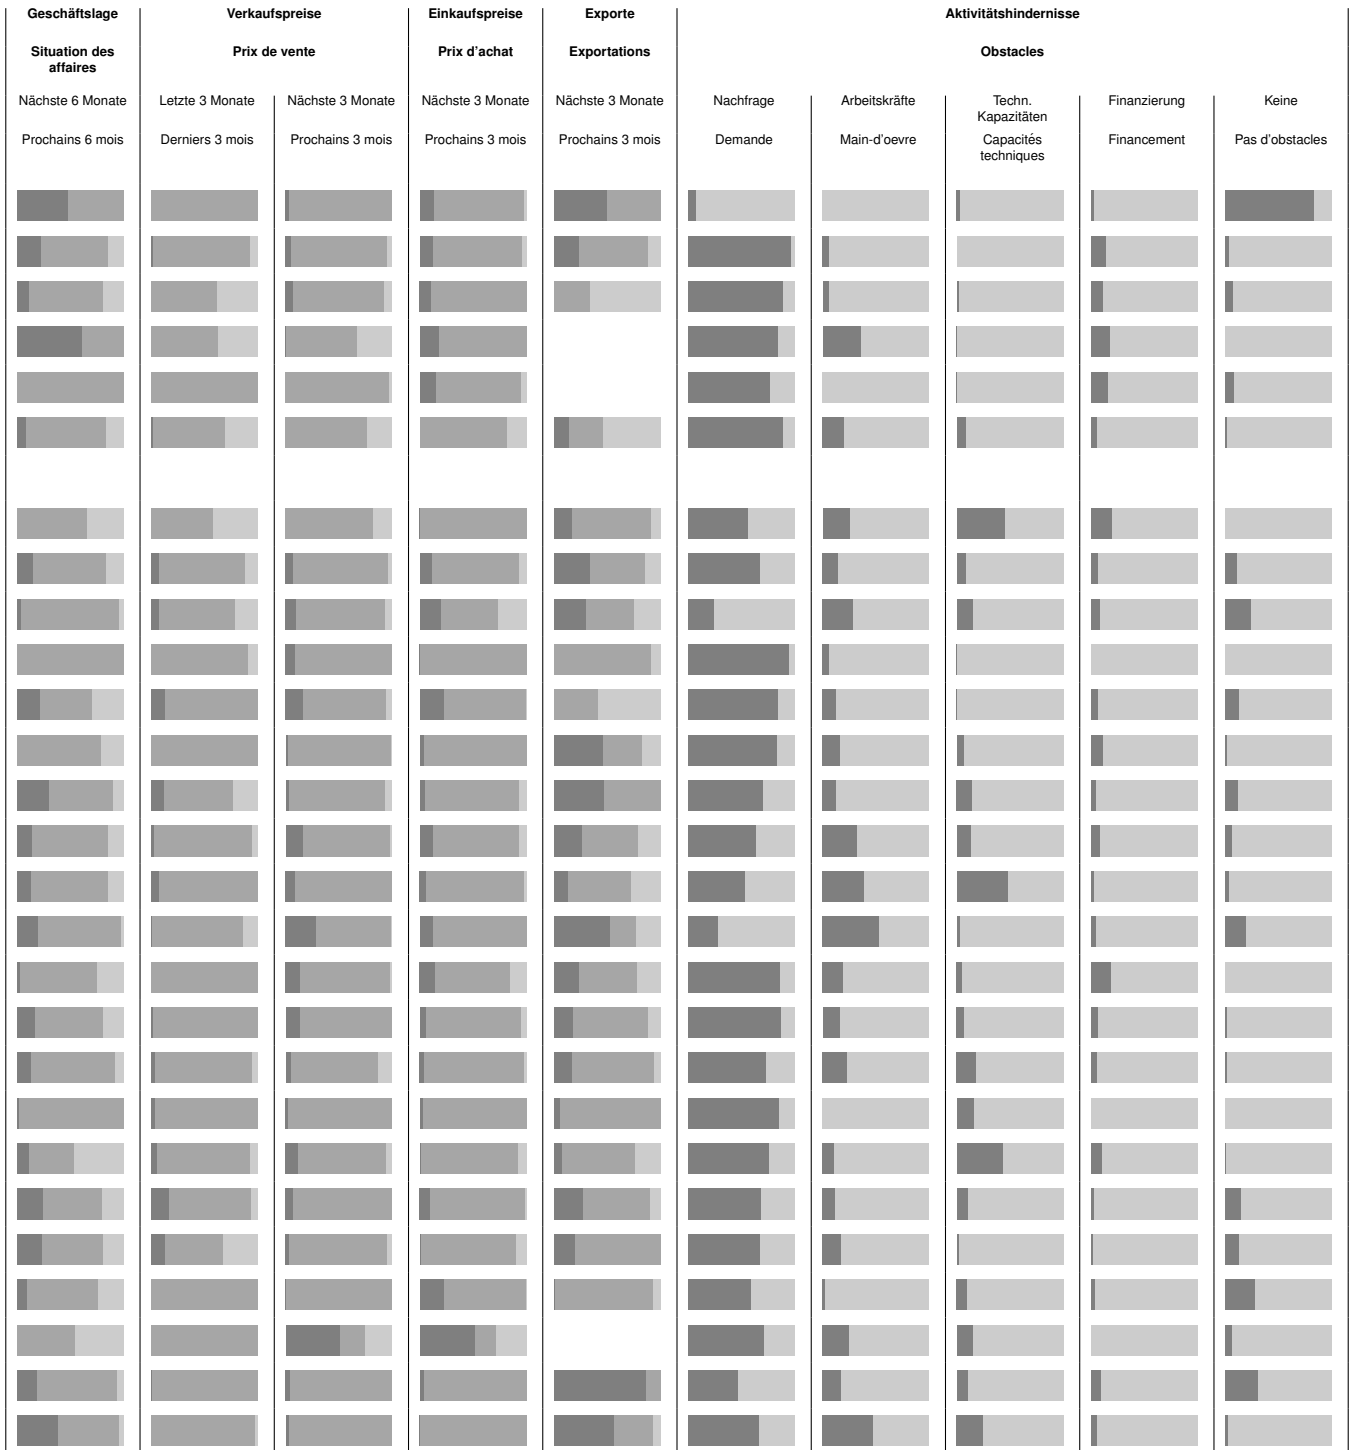 Geschäftslage Verkaufspreise Einkaufspreise Exporte Aktivitätshindernisse
Situation des affaires Prix de vente Prix d'achat Exportations Obstacles
Nächste 6 Monate Letzte 3 Monate Nächste 3 Monate Nächste 3 Monate Nächste 3 Monate Nachfrage Arbeitskräfte Techn. Kapazitäten Finanzierung Keine
Prochains 6 mois Derniers 3 mois Prochains 3 mois Prochains 3 mois Prochains 3 mois Demande Main-d'oevre Capacités techniques Financement Pas d'obstacles